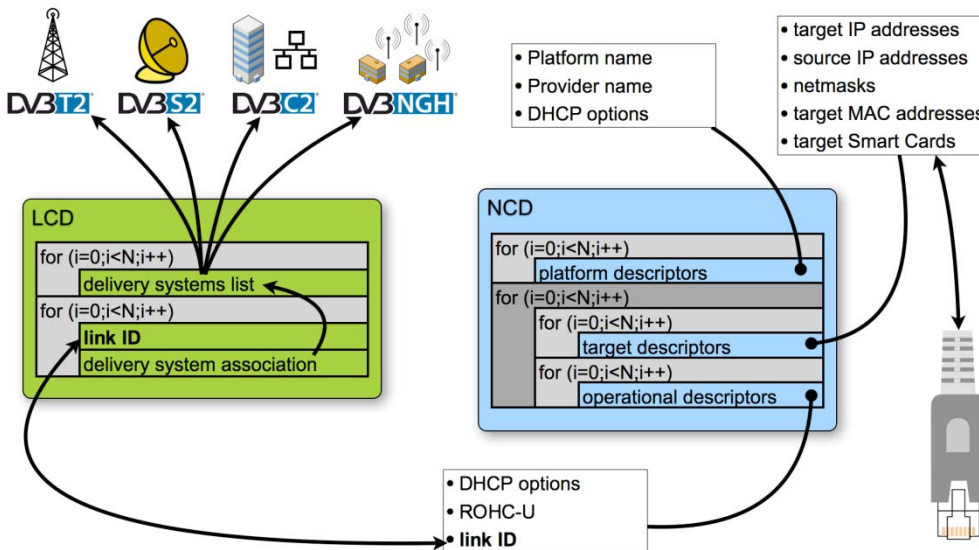 DVB T2
DVB S2
DVB C2
DVB NGH
• Platform name
• Provider name
• DHCP options
• target IP addresses
• source IP addresses
• netmasks
• target MAC addresses
• target Smart Cards
LCD
for (i=0;i<N;i++)
delivery systems list
for (i=0;i<N;i++)
link ID
delivery system association
NCD
for (i=0;i<N;i++)
platform descriptors
for (i=0;i<N;i++)
for (i=0;i<N;i++)
target descriptors
for (i=0;i<N;i++)
operational descriptors
• DHCP options
• ROHC-U
• link ID